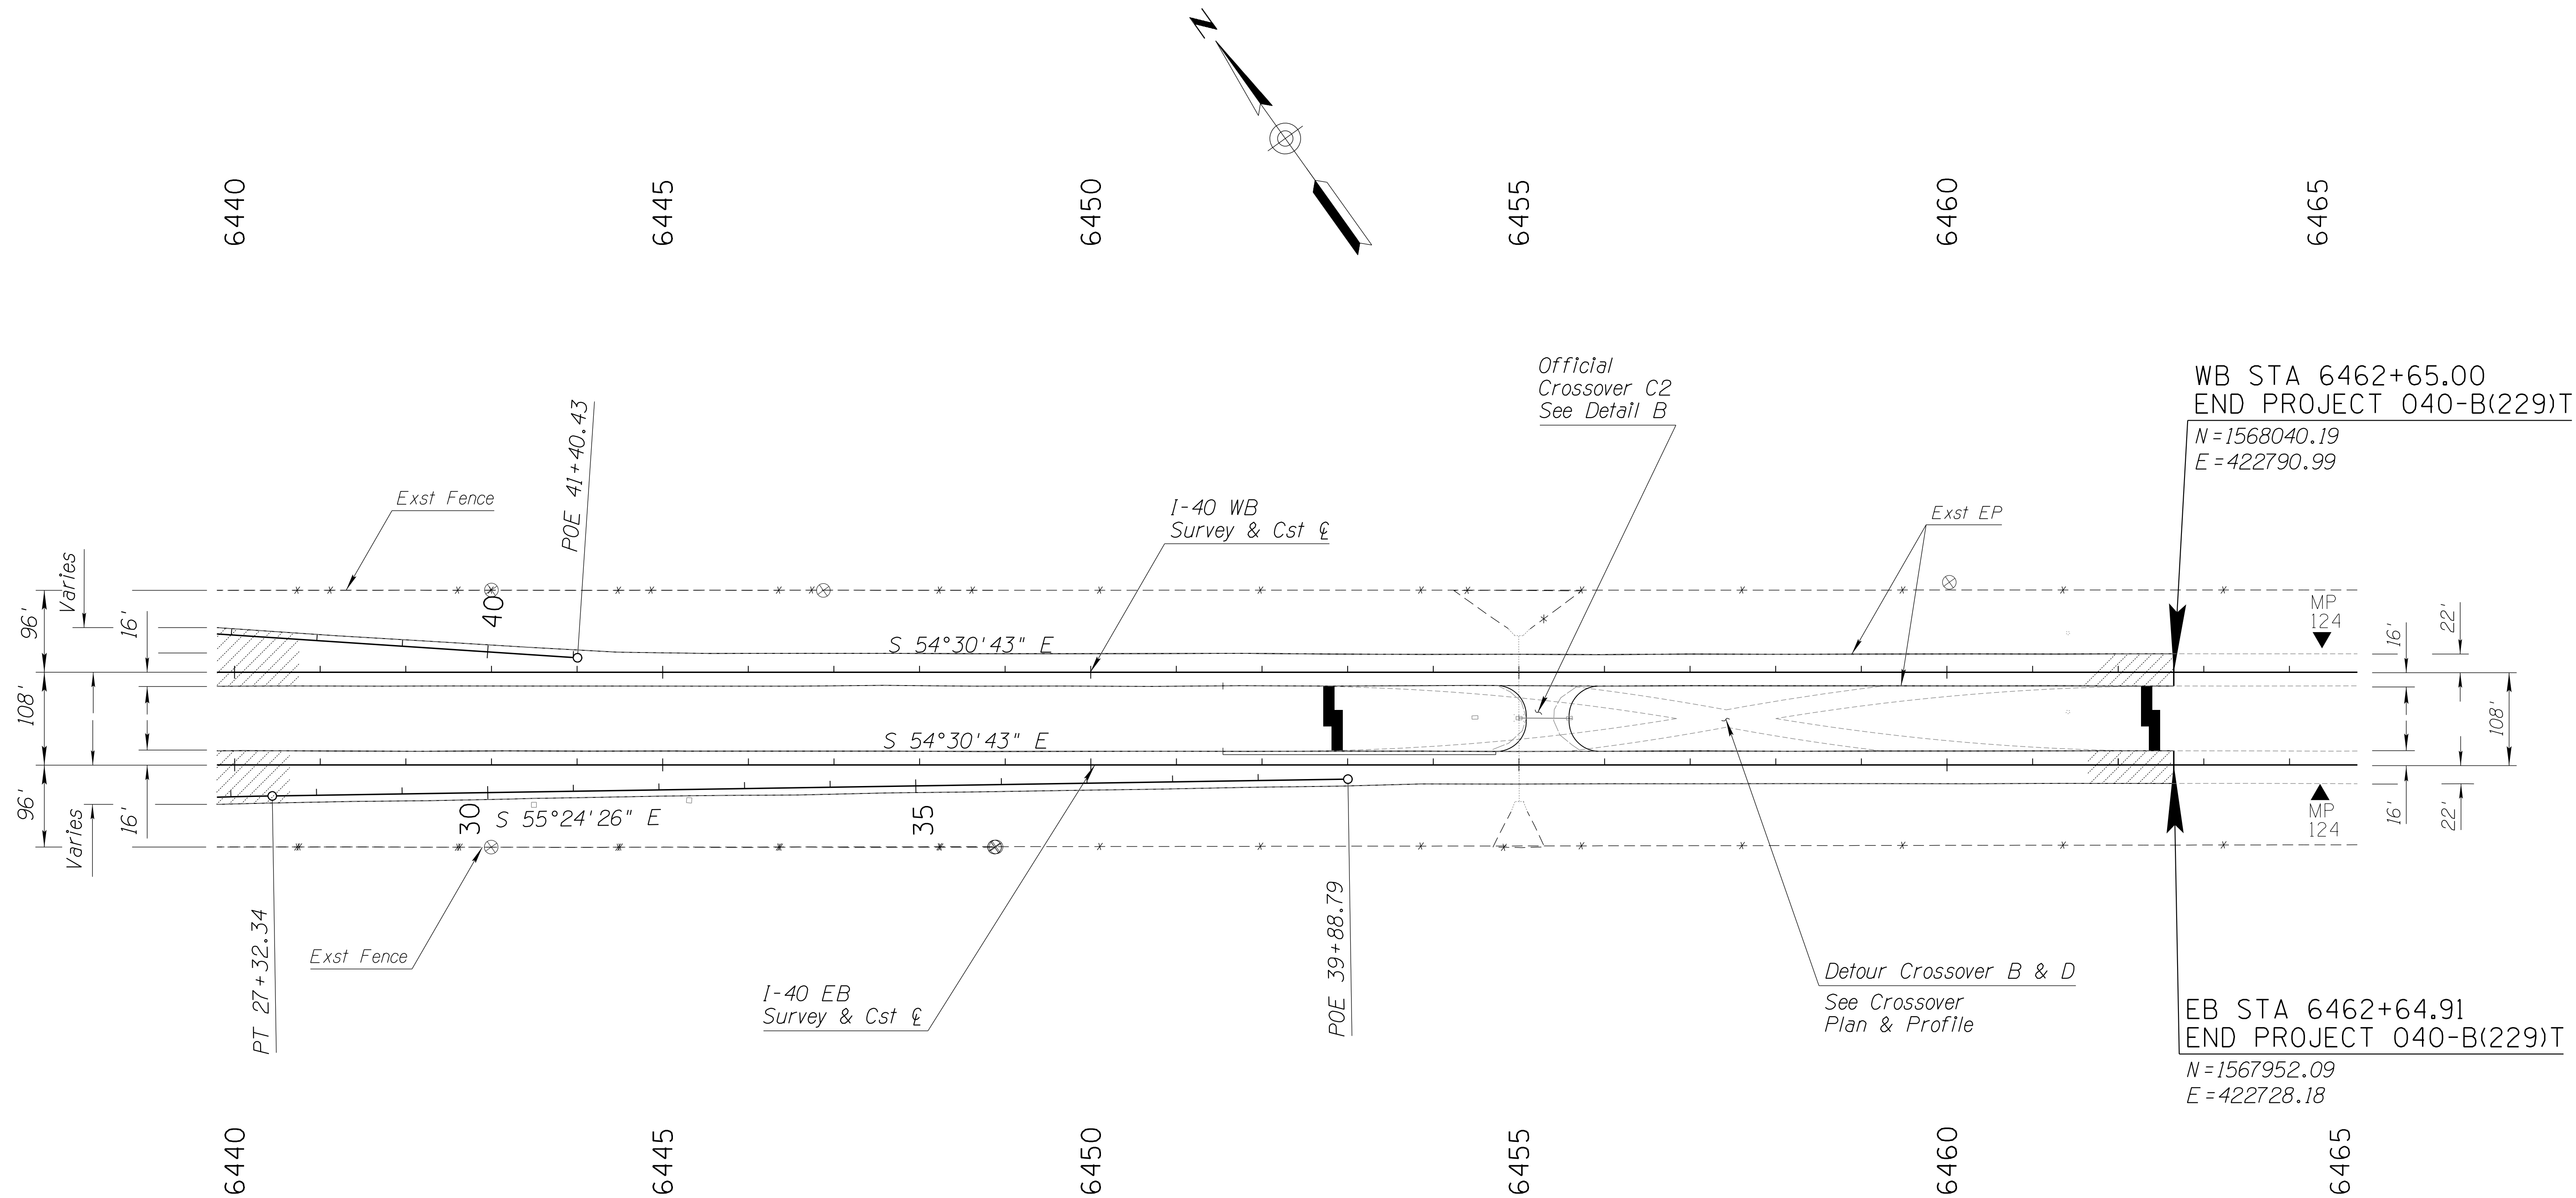 N
6440
6445
6450
6455
6460
6465
Official
Crossover C2
See Detail B
WB STA 6462+65.00
END PROJECT 040-B(229)T
N=1568040.19
E=422790.99
POE 41+40.43
Exst Fence
I-40 WB
Survey & Cst ℄
Exst EP
Varies
96'
16'
40
S 54°30'43" E
MP
124
16'
22'
108'
S 54°30'43" E
108'
96'
Varies
16'
30
S 55°24'26" E
35
MP
124
16'
22'
PT 27+32.34
Exst Fence
I-40 EB
Survey & Cst ℄
POE 39+88.79
Detour Crossover B & D
See Crossover
Plan & Profile
EB STA 6462+64.91
END PROJECT 040-B(229)T
N=1567952.09
E=422728.18
6440
6445
6450
6455
6460
6465